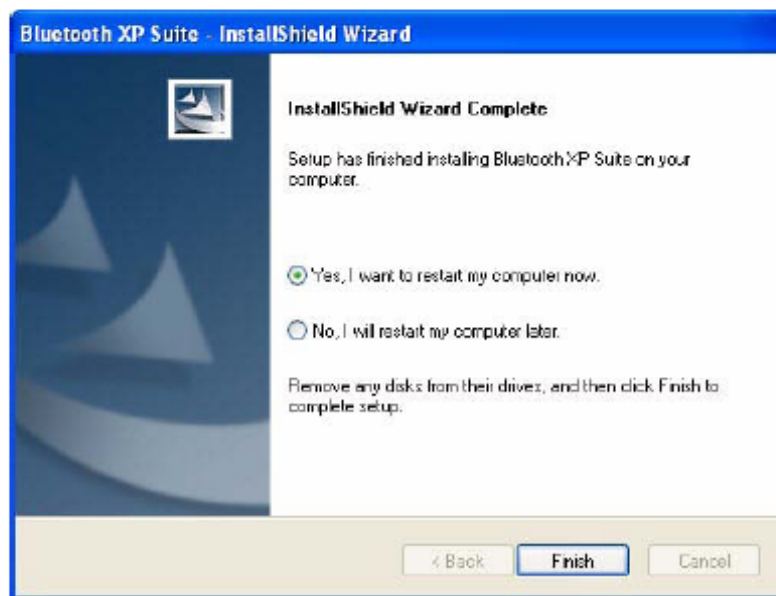 Bluetooth XP Suite - InstallShield Wizard
InstallShield Wizard Complete
Setup has finished installing Bluetooth XP Suite on your
computer.
Yes, I want to restart my computer now.
No, I will restart my computer later.
Remove any disks from their drives, and then click Finish to
complete setup.
< Back Finish Cancel